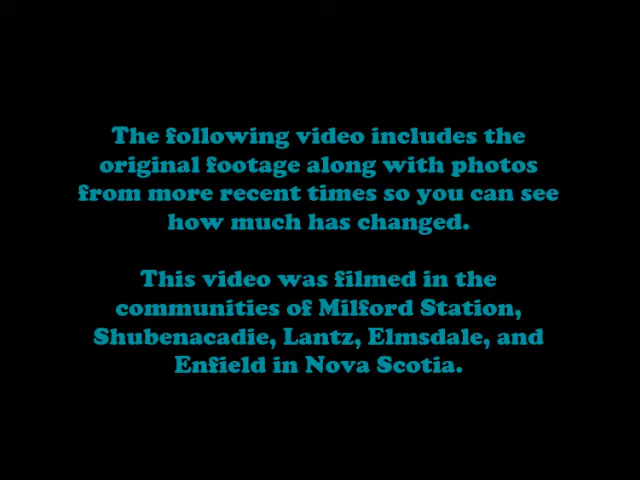 The following video includes the
original footage along with photos
from more recent times so you can see
how much has changed.
This video was filmed in the
communities of Milford Station,
Shubenacadie, Lantz, Elmsdale, and
Enfield in Nova Scotia.